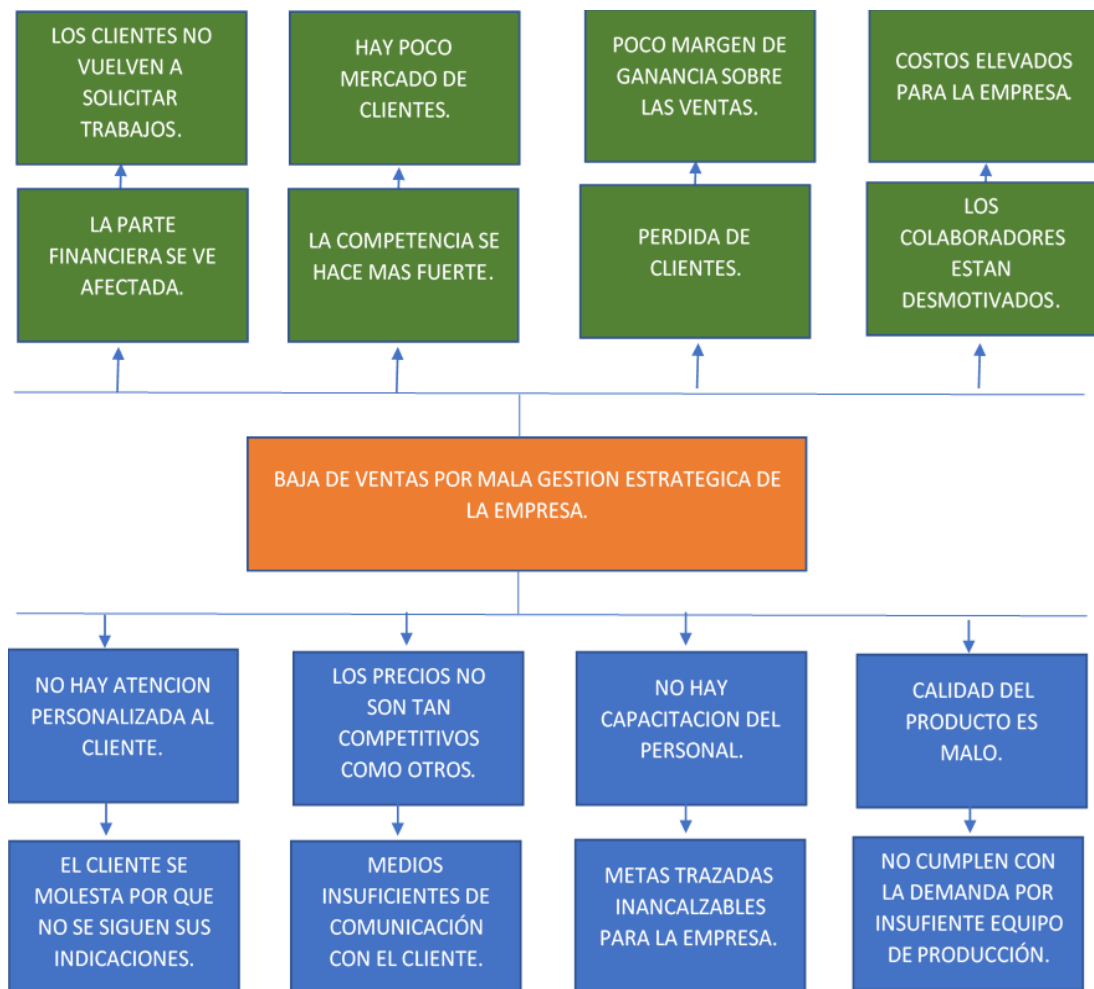 LOS CLIENTES NO
VUELVEN A
SOLICITAR
TRABAJOS.
HAY POCO
MERCADO DE
CLIENTES.
POCO MARGEN DE
GANANCIA SOBRE
LAS VENTAS.
COSTOS ELEVADOS
PARA LA EMPRESA.
LA PARTE
FINANCIERA SE VE
AFECTADA.
LA COMPETENCIA SE
HACE MAS FUERTE.
PERDIDA DE
CLIENTES.
LOS
COLABORADORES
ESTAN
DESMOTIVADOS.
BAJA DE VENTAS POR MALA GESTION ESTRATEGICA DE
LA EMPRESA.
NO HAY ATENCION
PERSONALIZADA AL
CLIENTE.
LOS PRECIOS NO
SON TAN
COMPETITIVOS
COMO OTROS.
NO HAY
CAPACITACION DEL
PERSONAL.
CALIDAD DEL
PRODUCTO ES
MALO.
EL CLIENTE SE
MOLESTA POR QUE
NO SE SIGUEN SUS
INDICACIONES.
MEDIOS
INSUFICIENTES DE
COMUNICACIÓN
CON EL CLIENTE.
METAS TRAZADAS
INANCALZABLES
PARA LA EMPRESA.
NO CUMPLEN CON
LA DEMANDA POR
INSUFIENTE EQUIPO
DE PRODUCCIÓN.